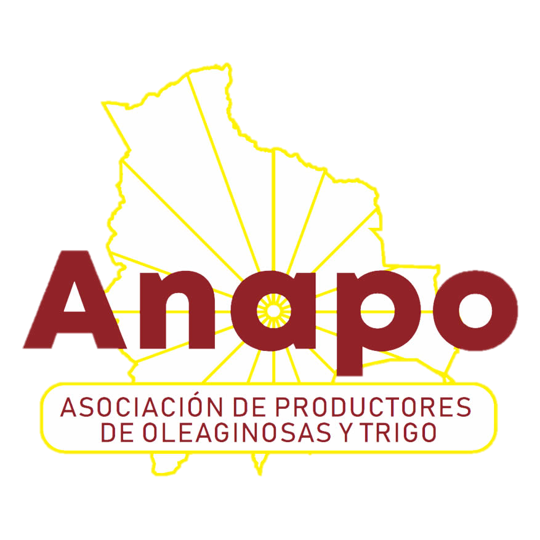 Anapo
ASOCIACIÓN DE PRODUCTORES
DE OLEAGINOSAS Y TRIGO